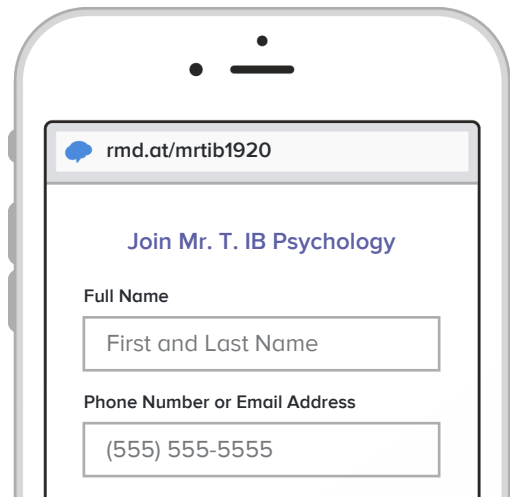 rmd.at/mrtib1920
Join Mr. T. IB Psychology
Full Name
First and Last Name
Phone Number or Email Address
(555) 555-5555